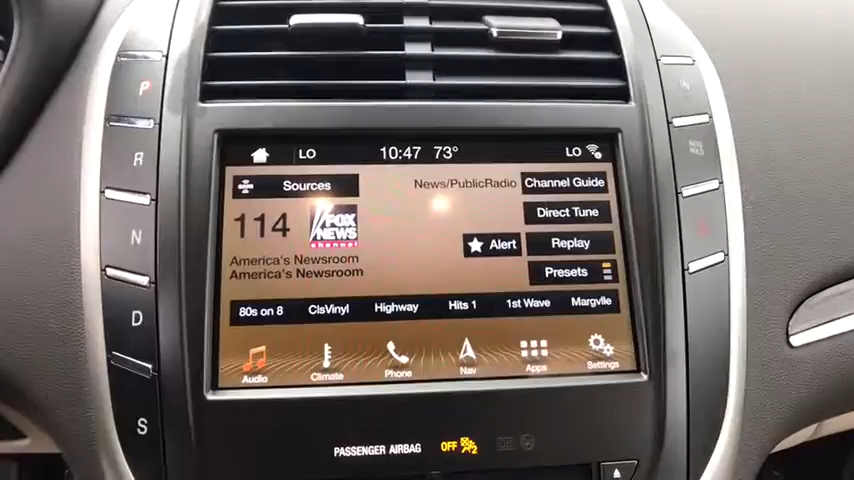 P
R
N
D
S
LO 10:47 73° LO
Sources News/PublicRadio Channel Guide
114 FOX NEWS channel
Direct Tune
Alert Replay
America's Newsroom
America's Newsroom
Presets
80s on 8 ClsVinyl Highway Hits 1 1st Wave Margvlle
Audio Climate Phone Nav Apps Settings
PASSENGER AIRBAG OFF